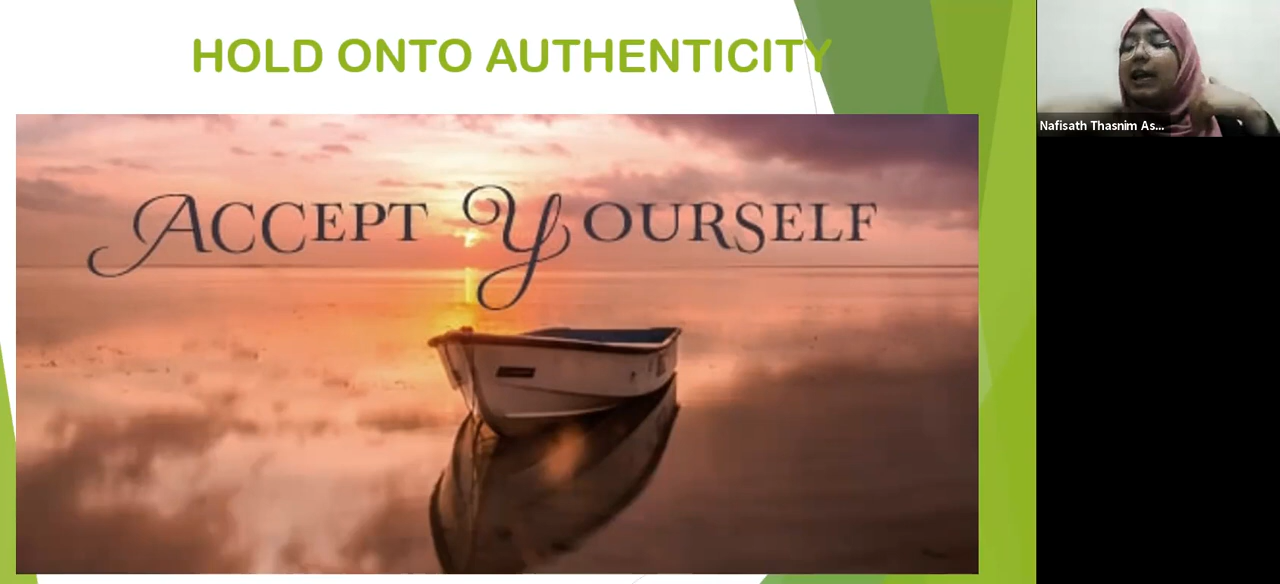 HOLD ONTO AUTHENTICITY
ACCEPT YOURSELF
Nafisath Thasnim As...